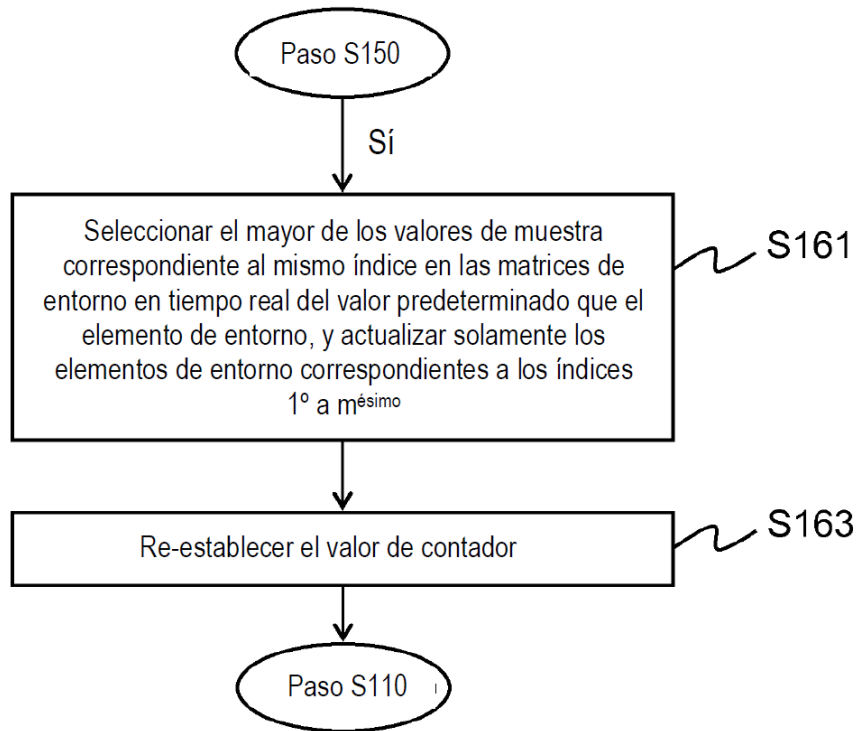 Paso S150
Sí
Seleccionar el mayor de los valores de muestra
correspondiente al mismo índice en las matrices de
entorno en tiempo real del valor predeterminado que el
elemento de entorno, y actualizar solamente los
elementos de entorno correspondientes a los índices
1º a mésimo
S161
Re-establecer el valor de contador
S163
Paso S110